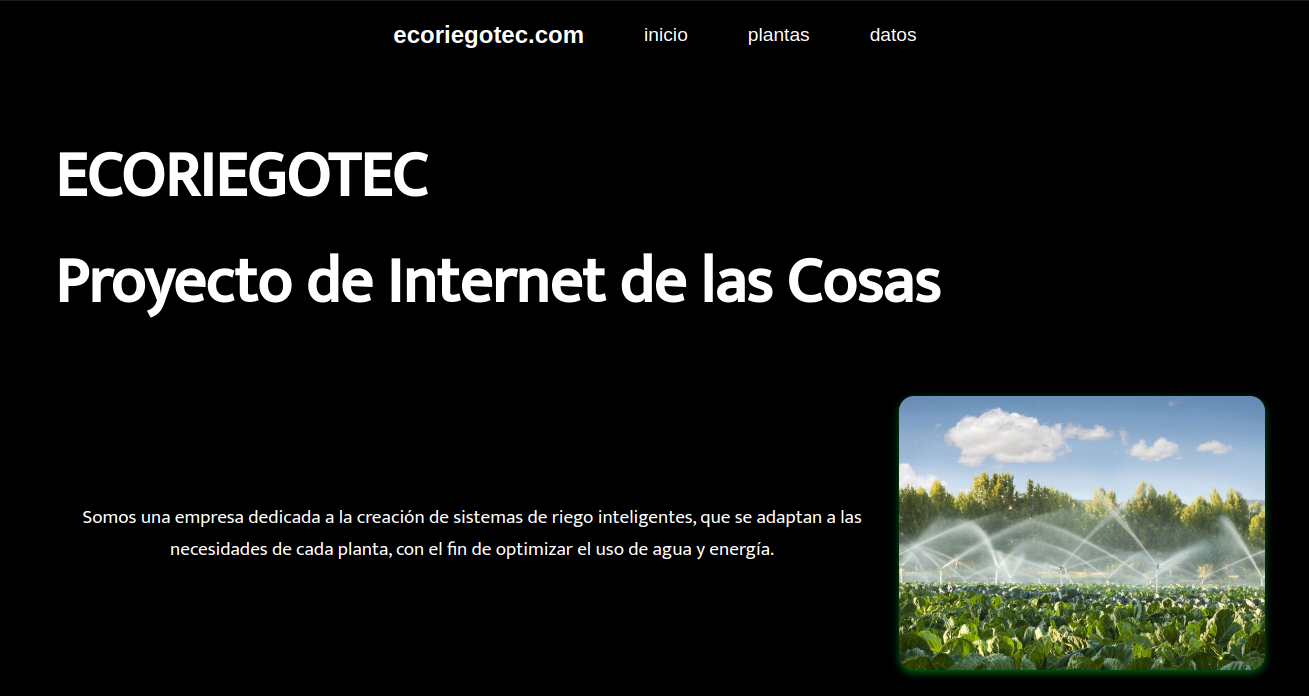 ecoriegotec.com inicio plantas datos
ECORIEGOTEC
Proyecto de Internet de las Cosas
Somos una empresa dedicada a la creación de sistemas de riego inteligentes, que se adaptan a las
necesidades de cada planta, con el fin de optimizar el uso de agua y energía.